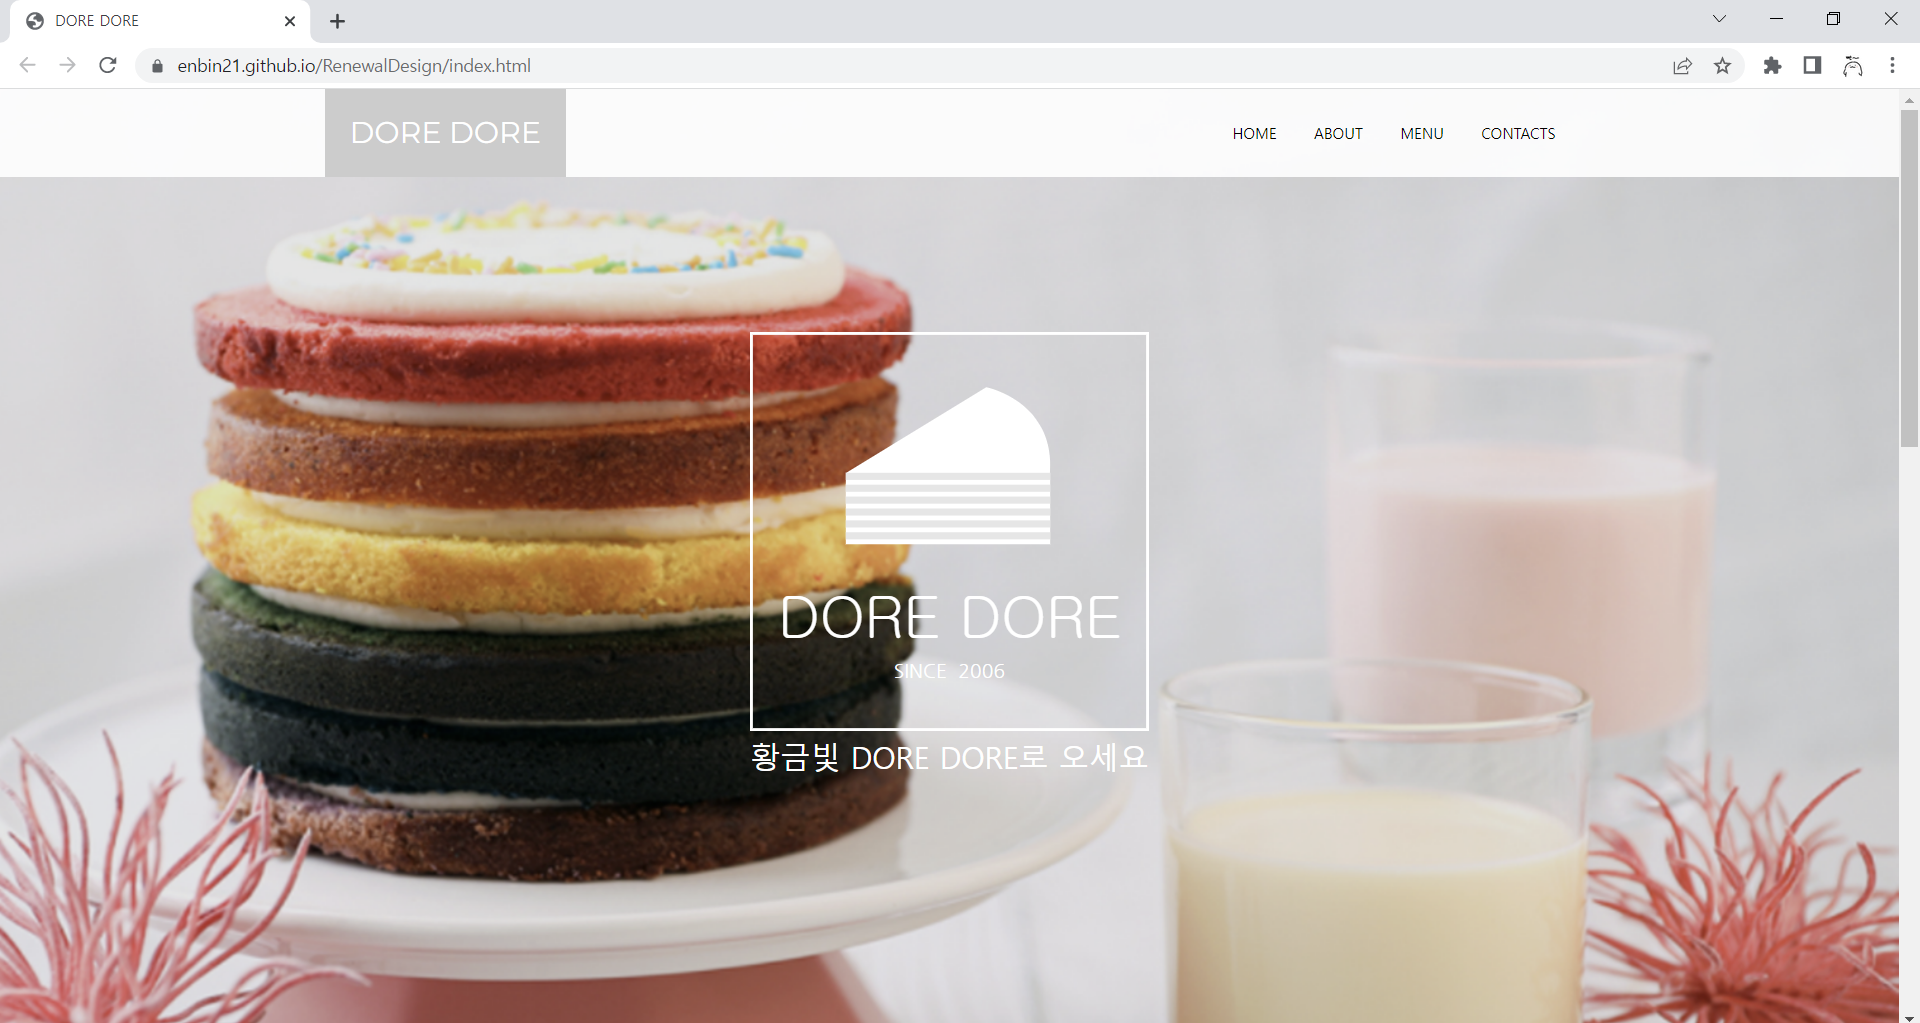 DORE DORE
enbin21.github.io/RenewalDesign/index.html
DORE DORE
HOME ABOUT MENU CONTACTS
DORE DORE
SINCE 2006
황금빛 DORE DORE로 오세요